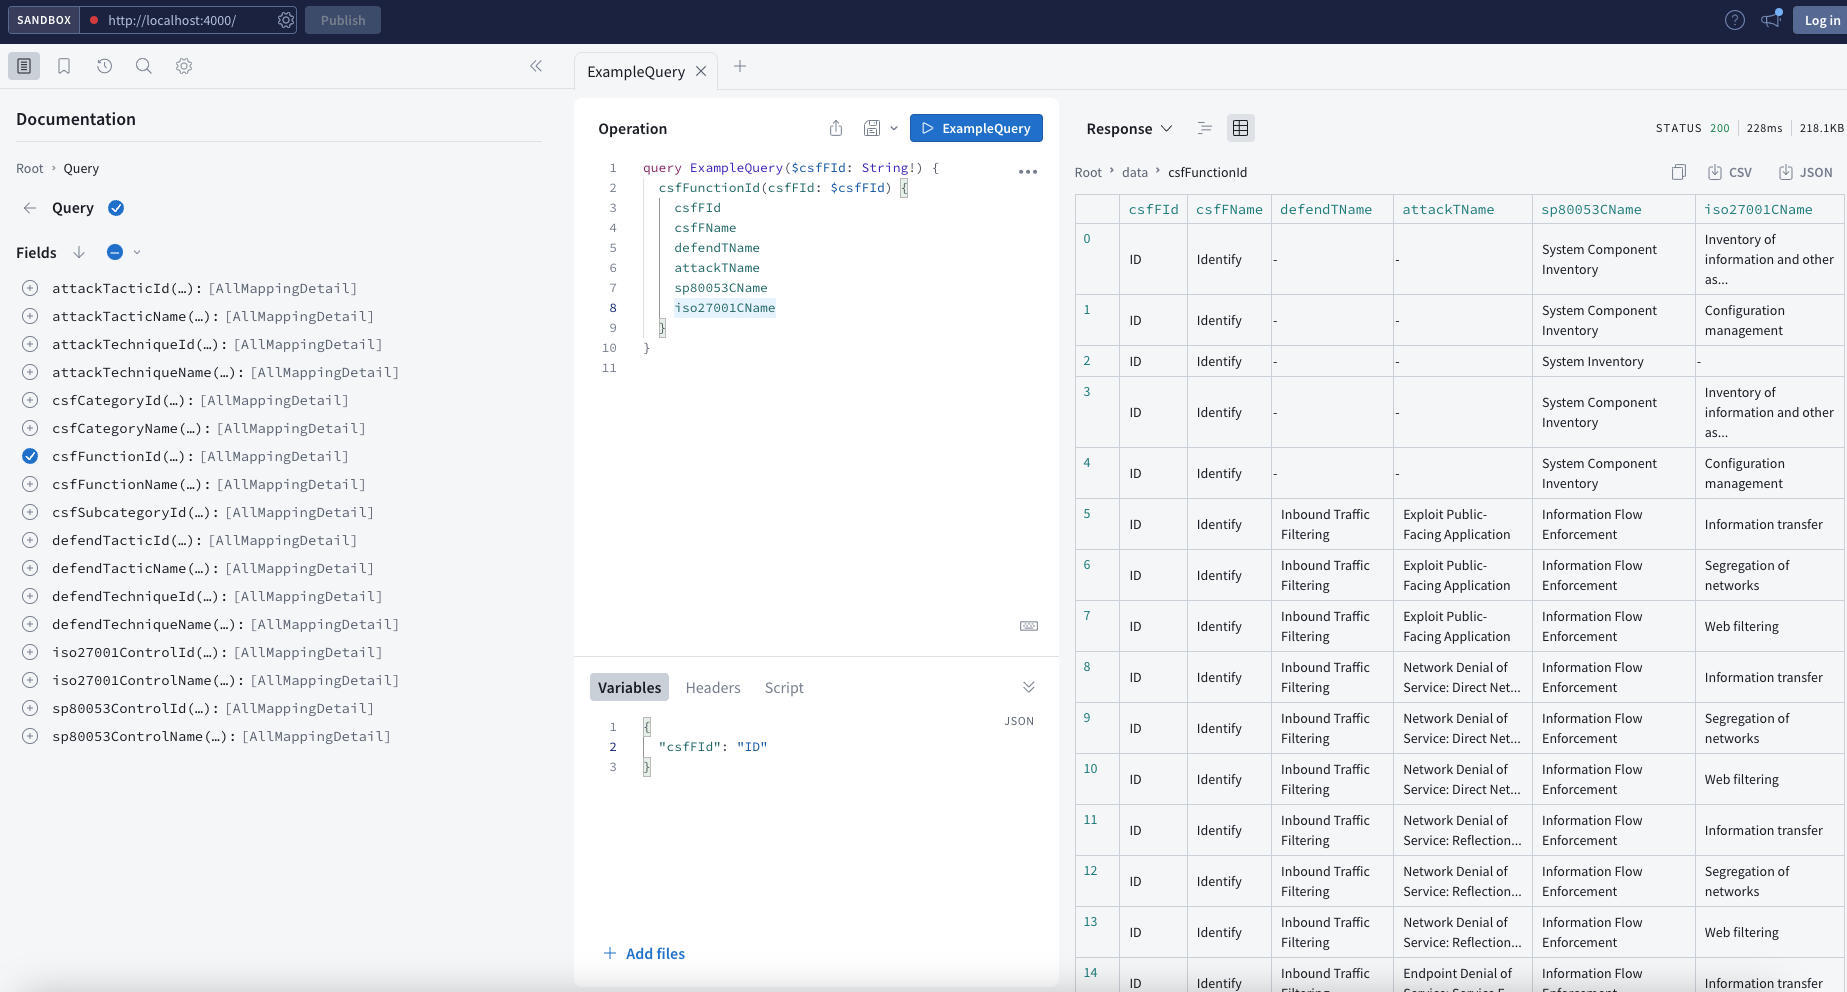 SANDBOX http://localhost:4000/ Publish Log in
Documentation
Root › Query
Query
Fields
attackTacticId(…): [AllMappingDetail]
attackTacticName(…): [AllMappingDetail]
attackTechniqueId(…): [AllMappingDetail]
attackTechniqueName(…): [AllMappingDetail]
csfCategoryId(…): [AllMappingDetail]
csfCategoryName(…): [AllMappingDetail]
csfFunctionId(…): [AllMappingDetail]
csfFunctionName(…): [AllMappingDetail]
csfSubcategoryId(…): [AllMappingDetail]
defendTacticId(…): [AllMappingDetail]
defendTacticName(…): [AllMappingDetail]
defendTechniqueId(…): [AllMappingDetail]
defendTechniqueName(…): [AllMappingDetail]
iso27001ControlId(…): [AllMappingDetail]
iso27001ControlName(…): [AllMappingDetail]
sp80053ControlId(…): [AllMappingDetail]
sp80053ControlName(…): [AllMappingDetail]
ExampleQuery
Operation ExampleQuery
1 query ExampleQuery($csfFId: String!) {
2 csfFunctionId(csfFId: $csfFId) {
3 csfFId
4 csfFName
5 defendTName
6 attackTName
7 sp80053CName
8 iso27001CName
9 }
10 }
11
Variables Headers Script
JSON
1 {
2 "csfFId": "ID"
3 }
Add files
Response STATUS 200 228ms 218.1KB
Root › data › csfFunctionId CSV JSON
csfFId csfFName defendTName attackTName sp80053CName iso27001CName
0 ID Identify - - System Component Inventory Inventory of information and other as...
1 ID Identify - - System Component Inventory Configuration management
2 ID Identify - - System Inventory -
3 ID Identify - - System Component Inventory Inventory of information and other as...
4 ID Identify - - System Component Inventory Configuration management
5 ID Identify Inbound Traffic Filtering Exploit Public-Facing Application Information Flow Enforcement Information transfer
6 ID Identify Inbound Traffic Filtering Exploit Public-Facing Application Information Flow Enforcement Segregation of networks
7 ID Identify Inbound Traffic Filtering Exploit Public-Facing Application Information Flow Enforcement Web filtering
8 ID Identify Inbound Traffic Filtering Network Denial of Service: Direct Net... Information Flow Enforcement Information transfer
9 ID Identify Inbound Traffic Filtering Network Denial of Service: Direct Net... Information Flow Enforcement Segregation of networks
10 ID Identify Inbound Traffic Filtering Network Denial of Service: Direct Net... Information Flow Enforcement Web filtering
11 ID Identify Inbound Traffic Filtering Network Denial of Service: Reflection... Information Flow Enforcement Information transfer
12 ID Identify Inbound Traffic Filtering Network Denial of Service: Reflection... Information Flow Enforcement Segregation of networks
13 ID Identify Inbound Traffic Filtering Network Denial of Service: Reflection... Information Flow Enforcement Web filtering
14 ID Identify Inbound Traffic Endpoint Denial of Information Flow Information transfer